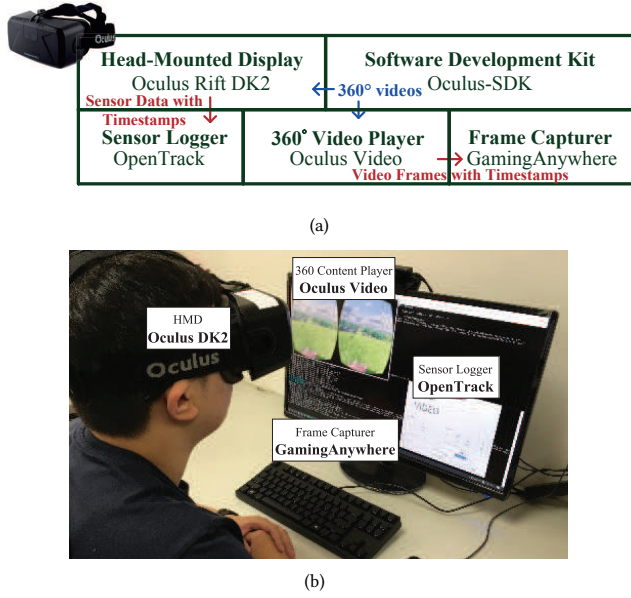 Head-Mounted Display
Oculus Rift DK2
Software Development Kit
Oculus-SDK
Sensor Data with
Timestamps
360° videos
Sensor Logger
OpenTrack
360° Video Player
Oculus Video
Frame Capturer
GamingAnywhere
Video Frames with Timestamps
(a)
360 Content Player
Oculus Video
HMD
Oculus DK2
Oculus
Sensor Logger
OpenTrack
VIDEO
Frame Capturer
GamingAnywhere
(b)